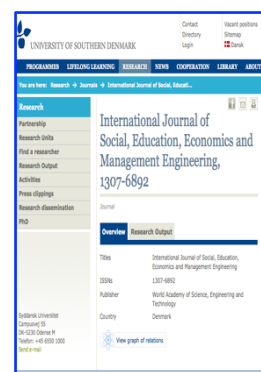 Contact
Directory
Login
Vacant positions
Sitemap
Dansk
UNIVERSITY OF SOUTHERN DENMARK
PROGRAMMES LIFELONG LEARNING RESEARCH NEWS COOPERATION LIBRARY ABOUT
You are here: Research → Journals → International Journal of Social, Educati...
Research
Partnership
Research Units
Find a researcher
Research Output
Activities
Press clippings
Research dissemination
PhD
International Journal of
Social, Education, Economics and
Management Engineering,
1307-6892
Journal
Overview Research Output
Titles International Journal of Social, Education,
Economics and Management Engineering
ISSNs 1307-6892
Publisher World Academy of Science, Engineering and
Technology
Country Denmark
View graph of relations
Syddansk Universitet
Campusvej 55
DK-5230 Odense M
Telefon: +45 6550 1000
Send e-mail